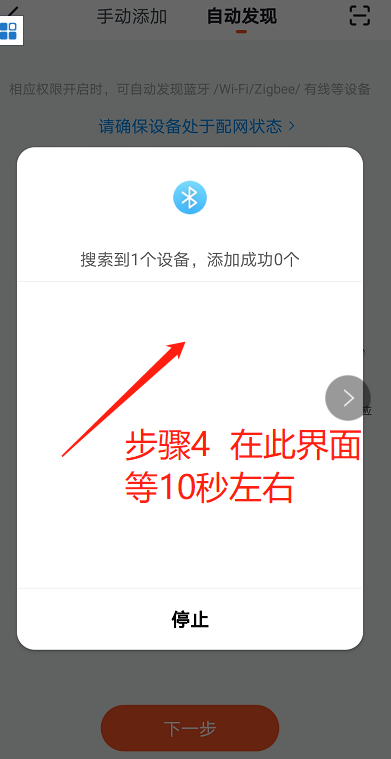 手动添加 自动发现
相应权限开启时，可自动发现蓝牙 /Wi-Fi/Zigbee/ 有线等设备
请确保设备处于配网状态 >
搜索到1个设备，添加成功0个
步骤4 在此界面
等10秒左右
停止
下一步